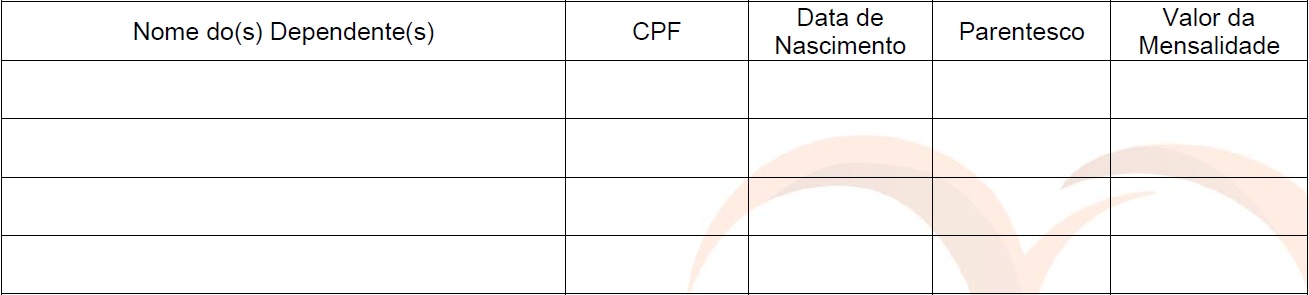 Nome do(s) Dependente(s)
CPF
Data de
Nascimento
Parentesco
Valor da
Mensalidade